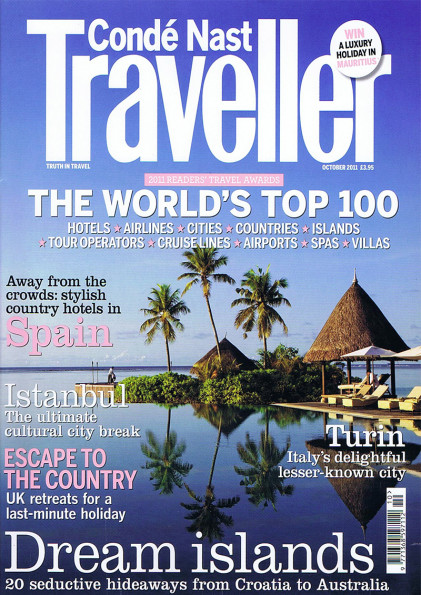 Condé Nast
Traveller
WIN
A LUXURY
HOLIDAY IN
MAURITIUS
TRUTH IN TRAVEL
OCTOBER 2011 £3.95
2011 READERS' TRAVEL AWARDS
THE WORLD'S TOP 100
HOTELS ★ AIRLINES ★ CITIES ★ COUNTRIES ★ ISLANDS
★ TOUR OPERATORS ★ CRUISE LINES ★ AIRPORTS ★ SPAS ★ VILLAS
Away from the
crowds: stylish
country hotels in
Spain
Istanbul
The ultimate
cultural city break
ESCAPE TO
THE COUNTRY
UK retreats for a
last-minute holiday
Turin
Italy's delightful
lesser-known city
Dream islands
20 seductive hideaways from Croatia to Australia